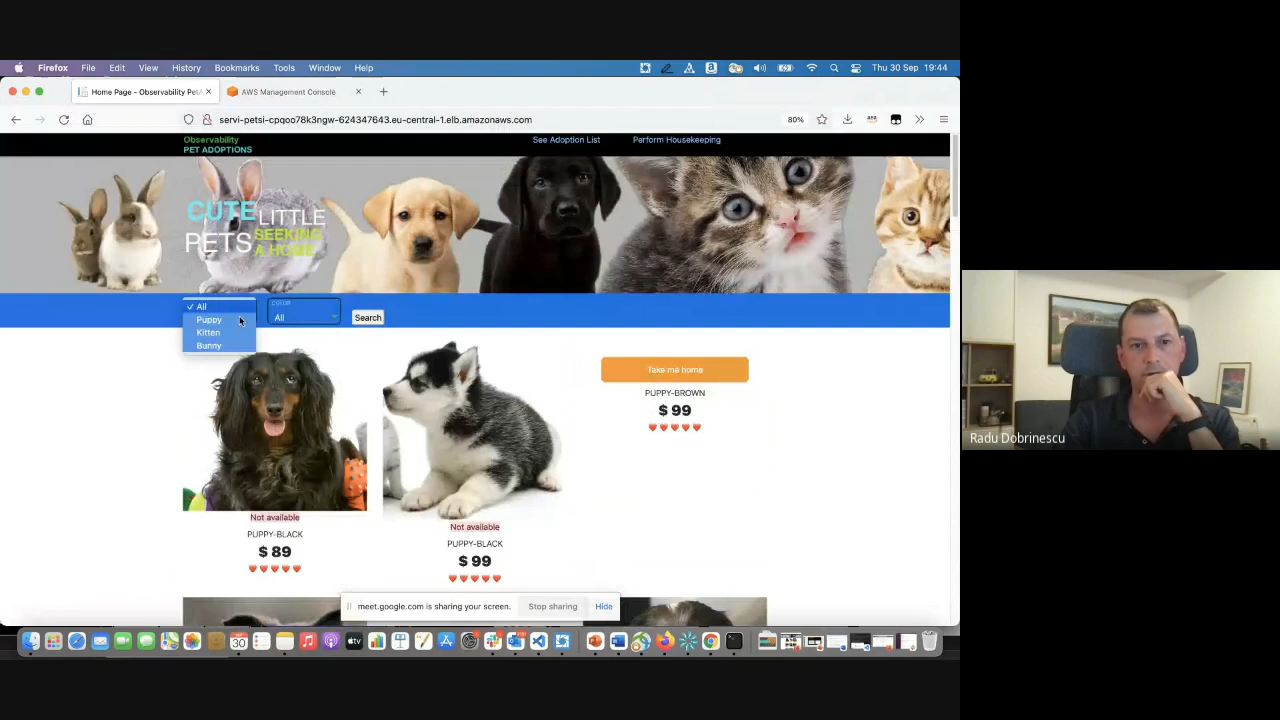 Firefox File Edit View History Bookmarks Tools Window Help Thu 30 Sep 19:44
Home Page - Observability Pet AWS Management Console
servi-petsi-cpqoo78k3ngw-624347643.eu-central-1.elb.amazonaws.com 80%
Observability
PET ADOPTIONS
See Adoption List Perform Housekeeping
CUTE LITTLE
PETS SEEKING
A HOME
✓ All
Puppy
Kitten
Bunny
COLOR
All
Search
Not available
PUPPY-BLACK
$ 89
Not available
PUPPY-BLACK
$ 99
Take me home
PUPPY-BROWN
$ 99
meet.google.com is sharing your screen. Stop sharing Hide
Radu Dobrinescu